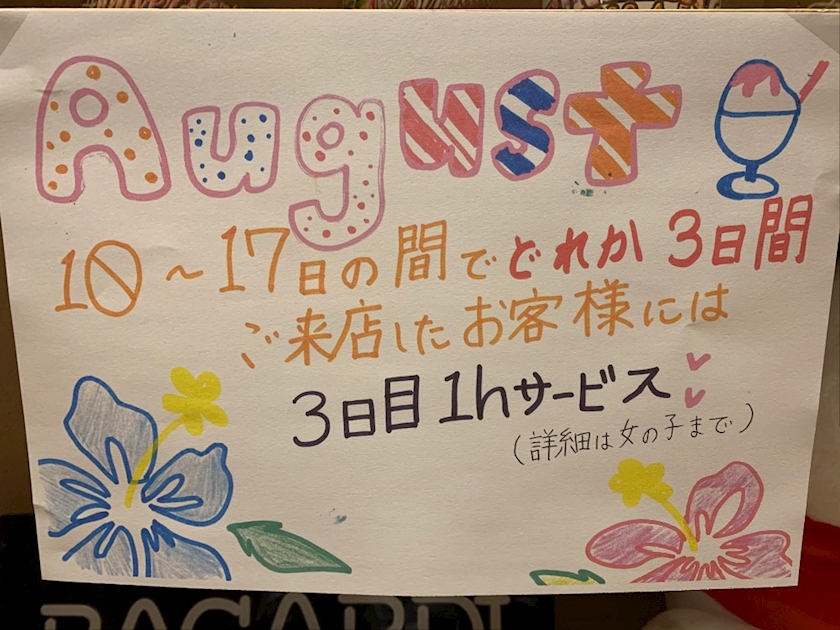 August
10～17日の間でどれか3日間
ご来店したお客様には
3日目1hサービス
(詳細は女の子まで)
BACARDI